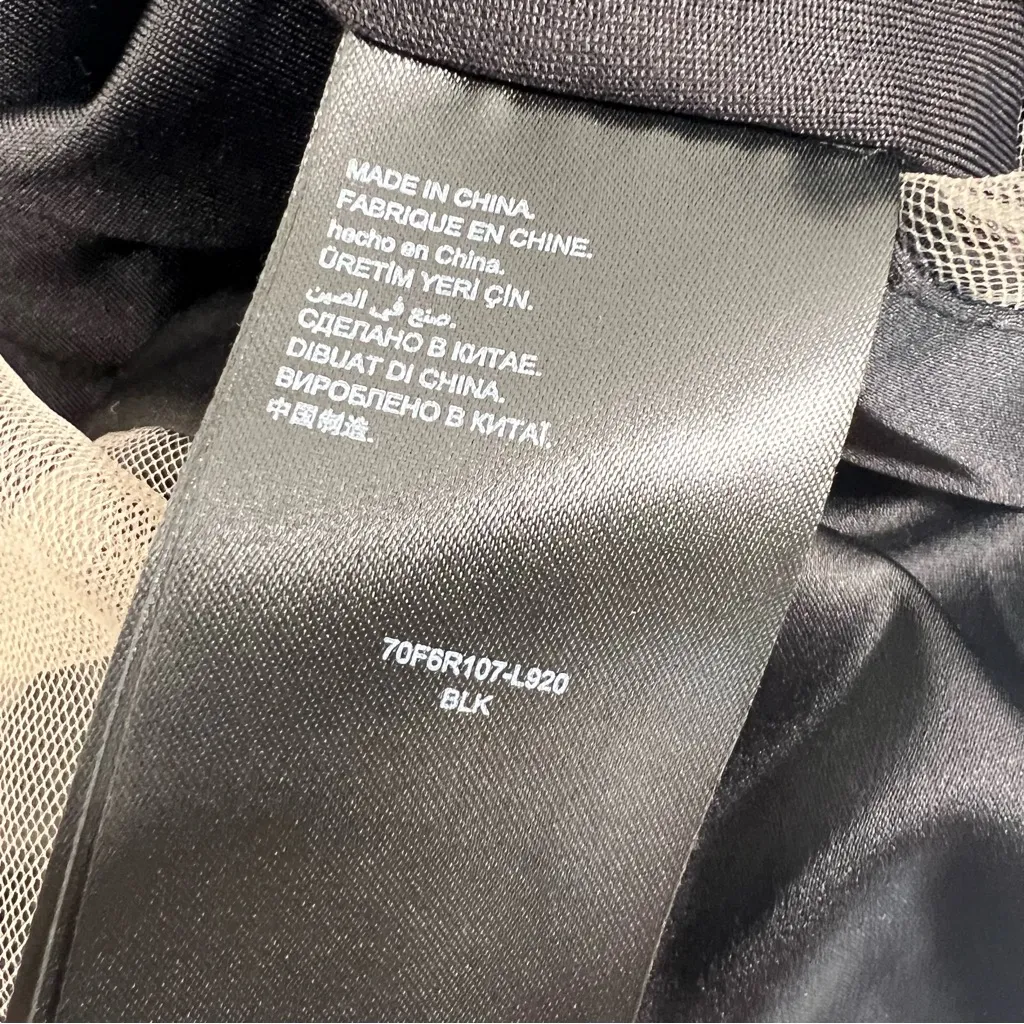 MADE IN CHINA.
FABRIQUE EN CHINE.
hecho en China.
ÜRETİM YERİ ÇİN.
صنع في الصين.
СДЕЛАНО В КИТАЕ.
DIBUAT DI CHINA.
ВИРОБЛЕНО В КИТАЇ.
中国制造.
70F6R107-L920
BLK